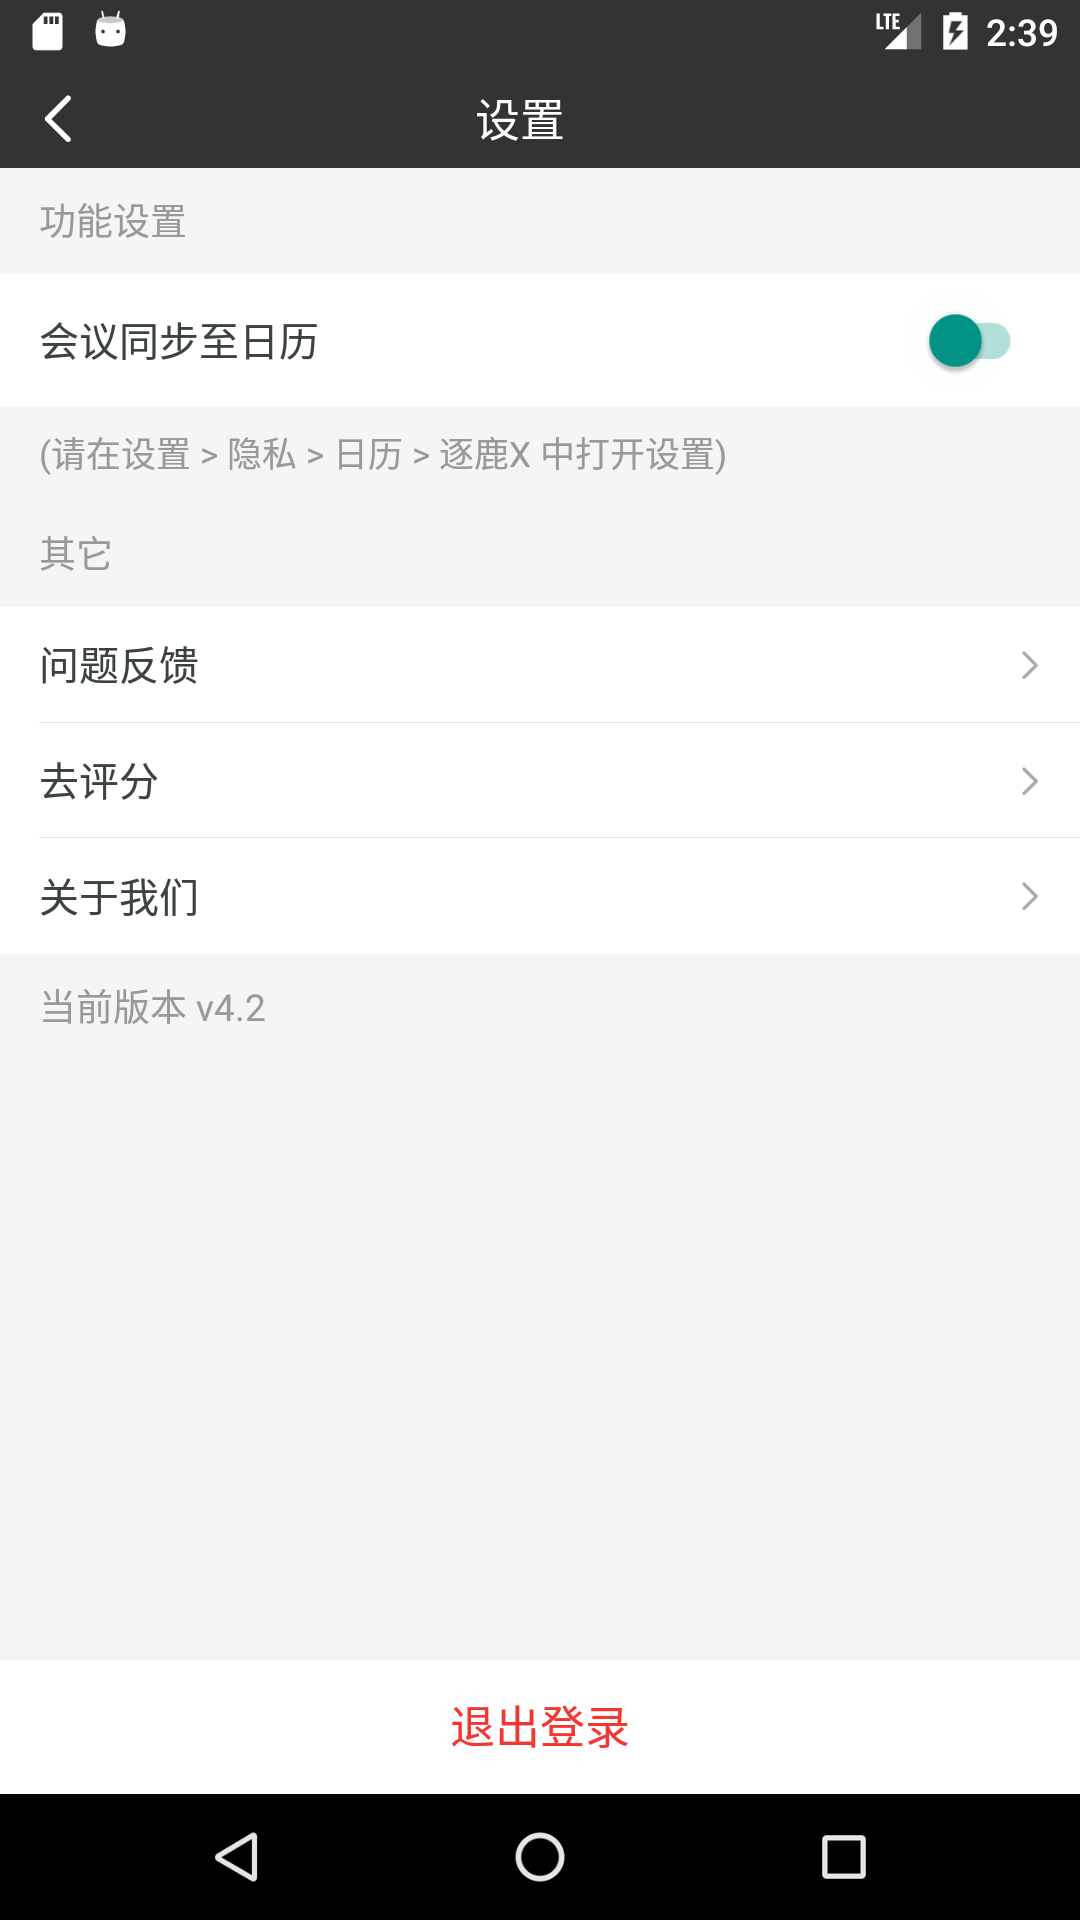 LTE 2:39
设置
功能设置
会议同步至日历
(请在设置 > 隐私 > 日历 > 逐鹿X 中打开设置)
其它
问题反馈
去评分
关于我们
当前版本 v4.2
退出登录